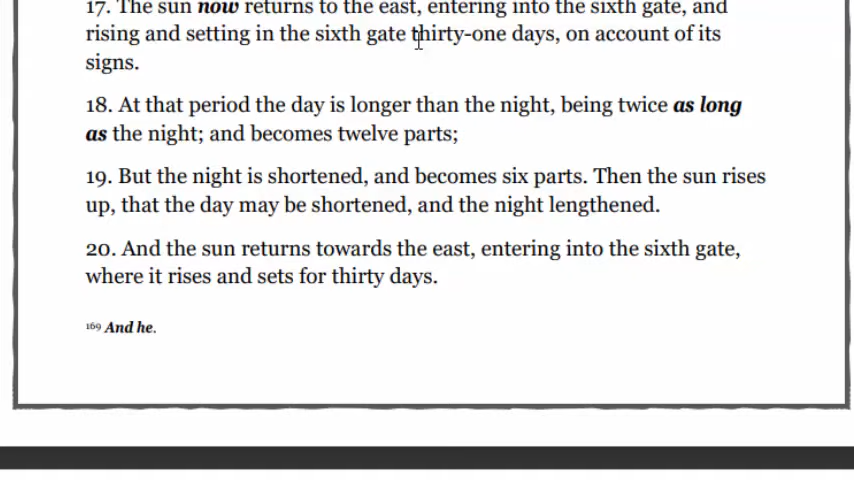 17. The sun now returns to the east, entering into the sixth gate, and
rising and setting in the sixth gate thirty-one days, on account of its
signs.
18. At that period the day is longer than the night, being twice as long
as the night; and becomes twelve parts;
19. But the night is shortened, and becomes six parts. Then the sun rises
up, that the day may be shortened, and the night lengthened.
20. And the sun returns towards the east, entering into the sixth gate,
where it rises and sets for thirty days.
169 And he.